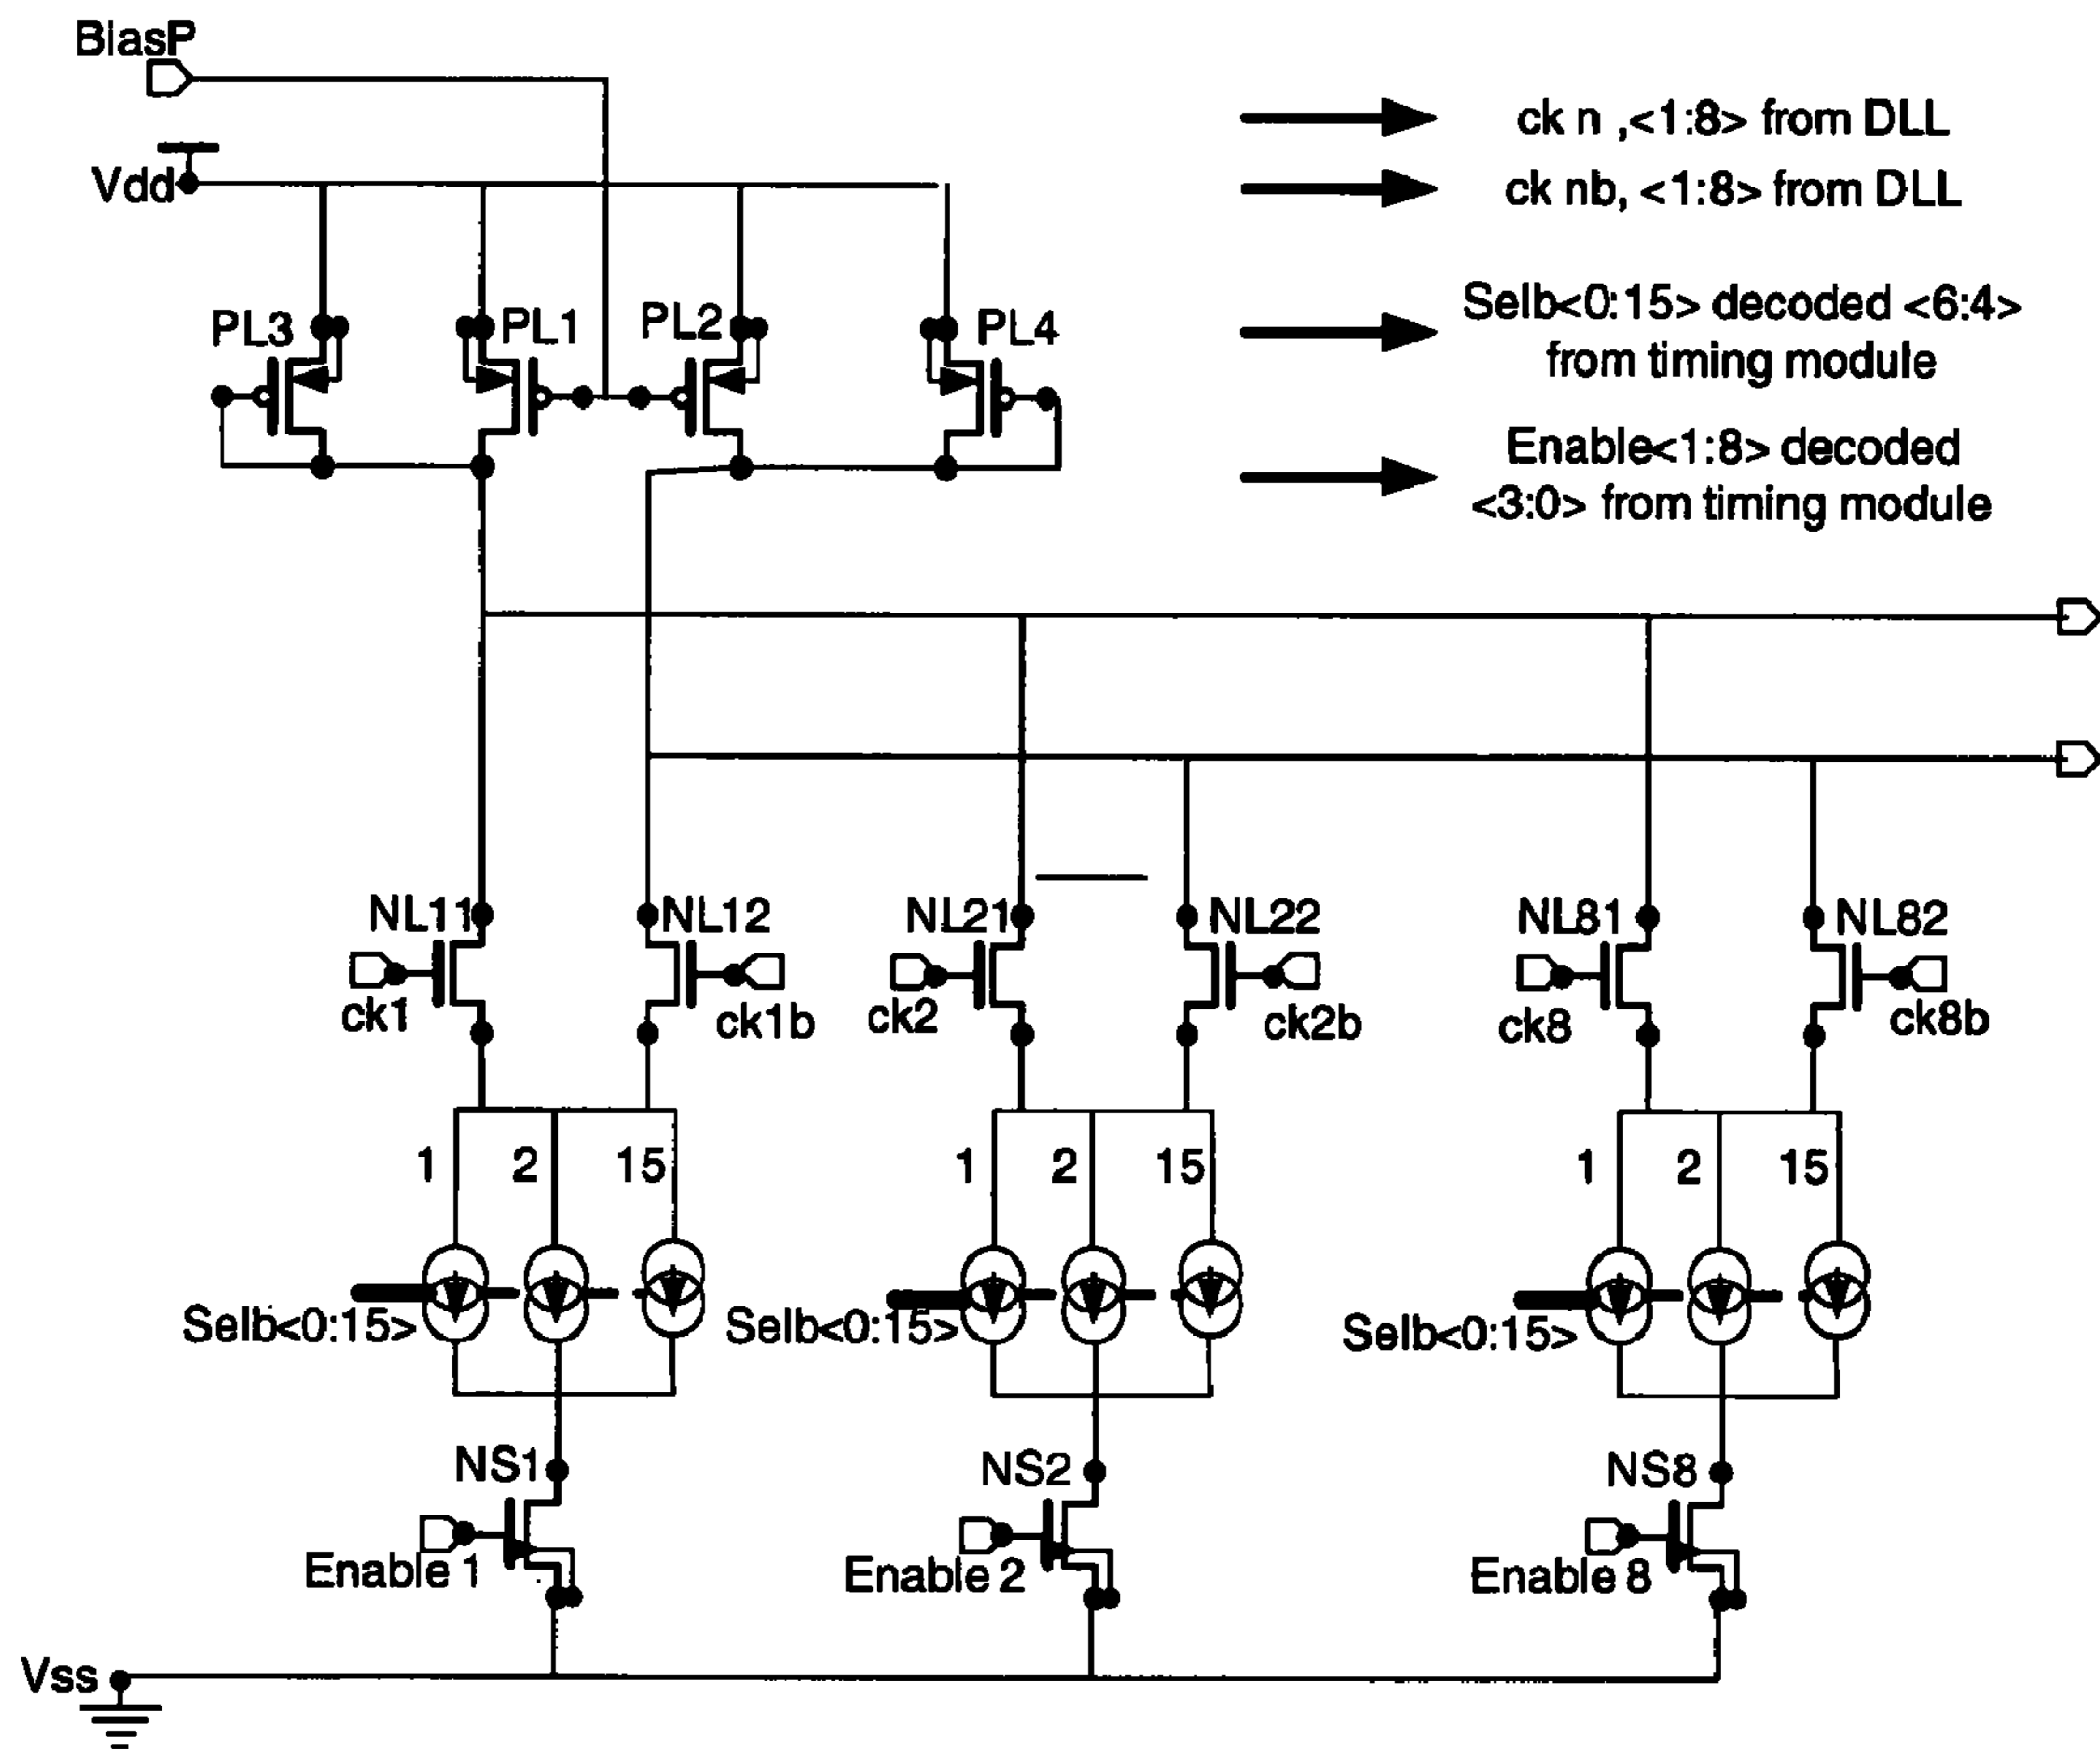 BiasP
ck n ,<1:8> from DLL
Vdd
ck nb, <1:8> from DLL
PL3
PL1
PL2
PL4
Selb<0:15> decoded <6:4>
from timing module
Enable<1:8> decoded
<3:0> from timing module
NL11
NL12
NL21
NL22
NL81
NL82
ck1
ck1b
ck2
ck2b
ck8
ck8b
1
2
15
1
2
15
1
2
15
Selb<0:15>
Selb<0:15>
Selb<0:15>
NS1
NS2
NS8
Enable 1
Enable 2
Enable 8
Vss